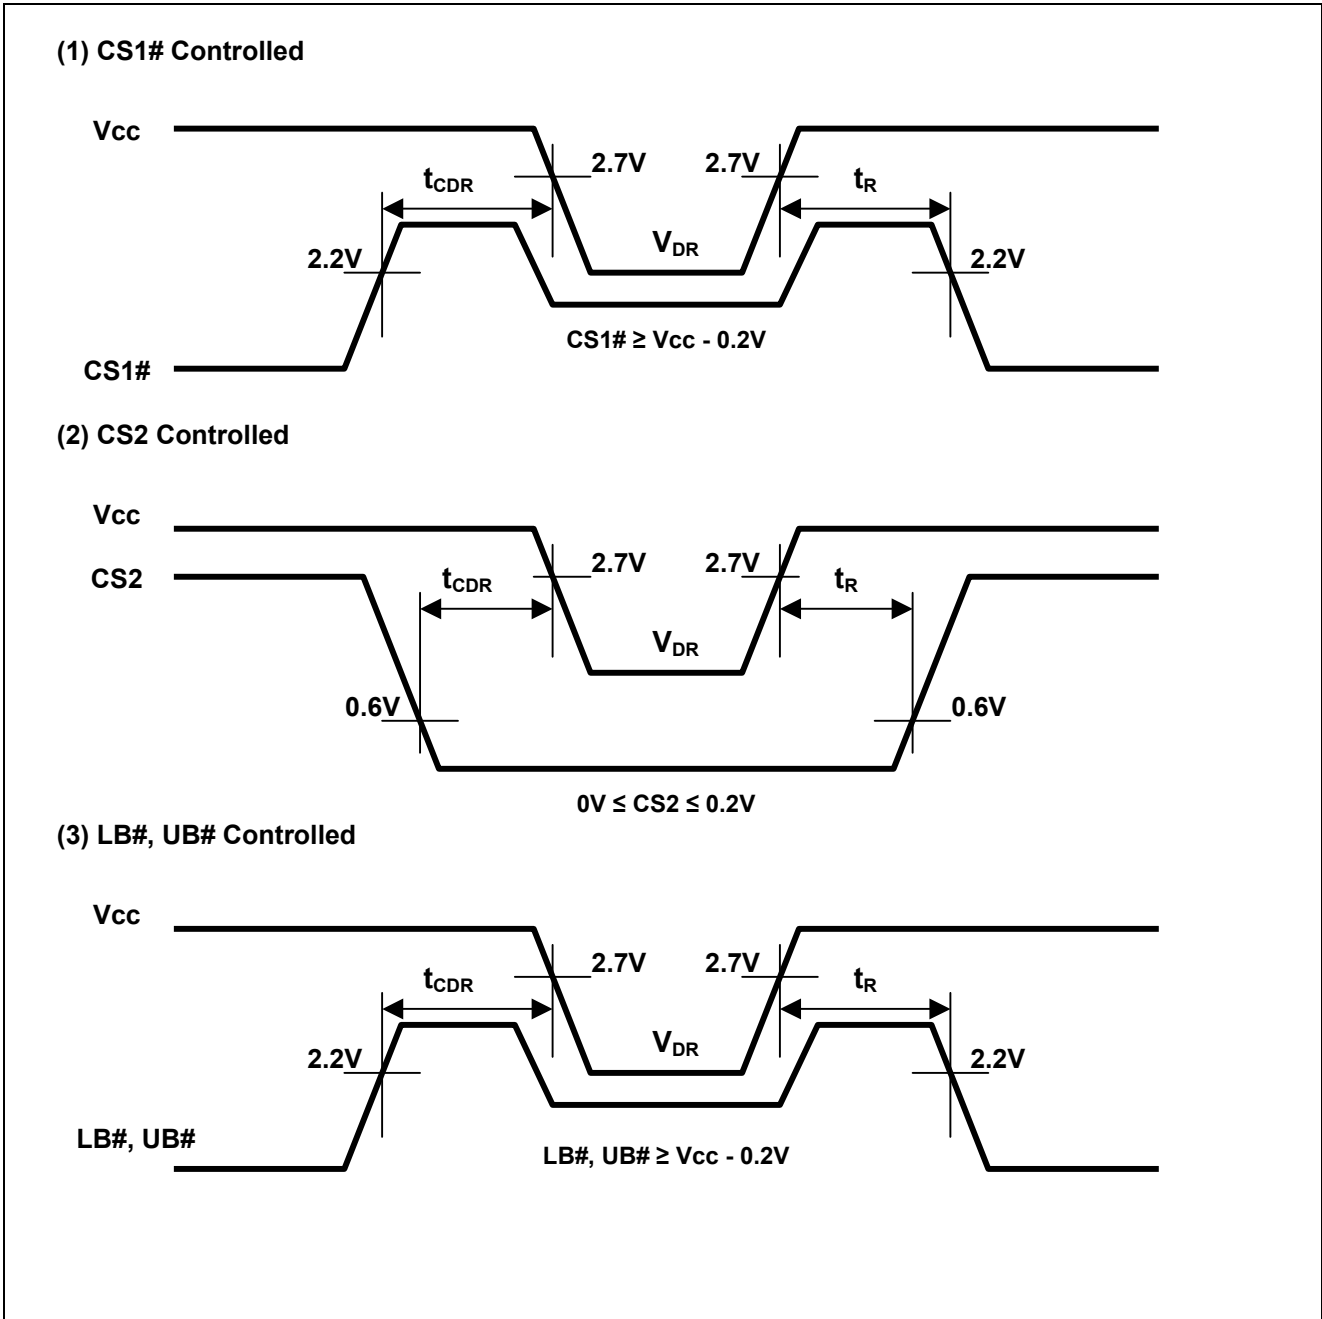 (1) CS1# Controlled
Vcc
2.7V 2.7V
tCDR tR
VDR
2.2V 2.2V
CS1# ≥ Vcc - 0.2V
CS1#
(2) CS2 Controlled
Vcc
2.7V 2.7V
CS2
tCDR tR
VDR
0.6V 0.6V
0V ≤ CS2 ≤ 0.2V
(3) LB#, UB# Controlled
Vcc
2.7V 2.7V
tCDR tR
VDR
2.2V 2.2V
LB#, UB#
LB#, UB# ≥ Vcc - 0.2V